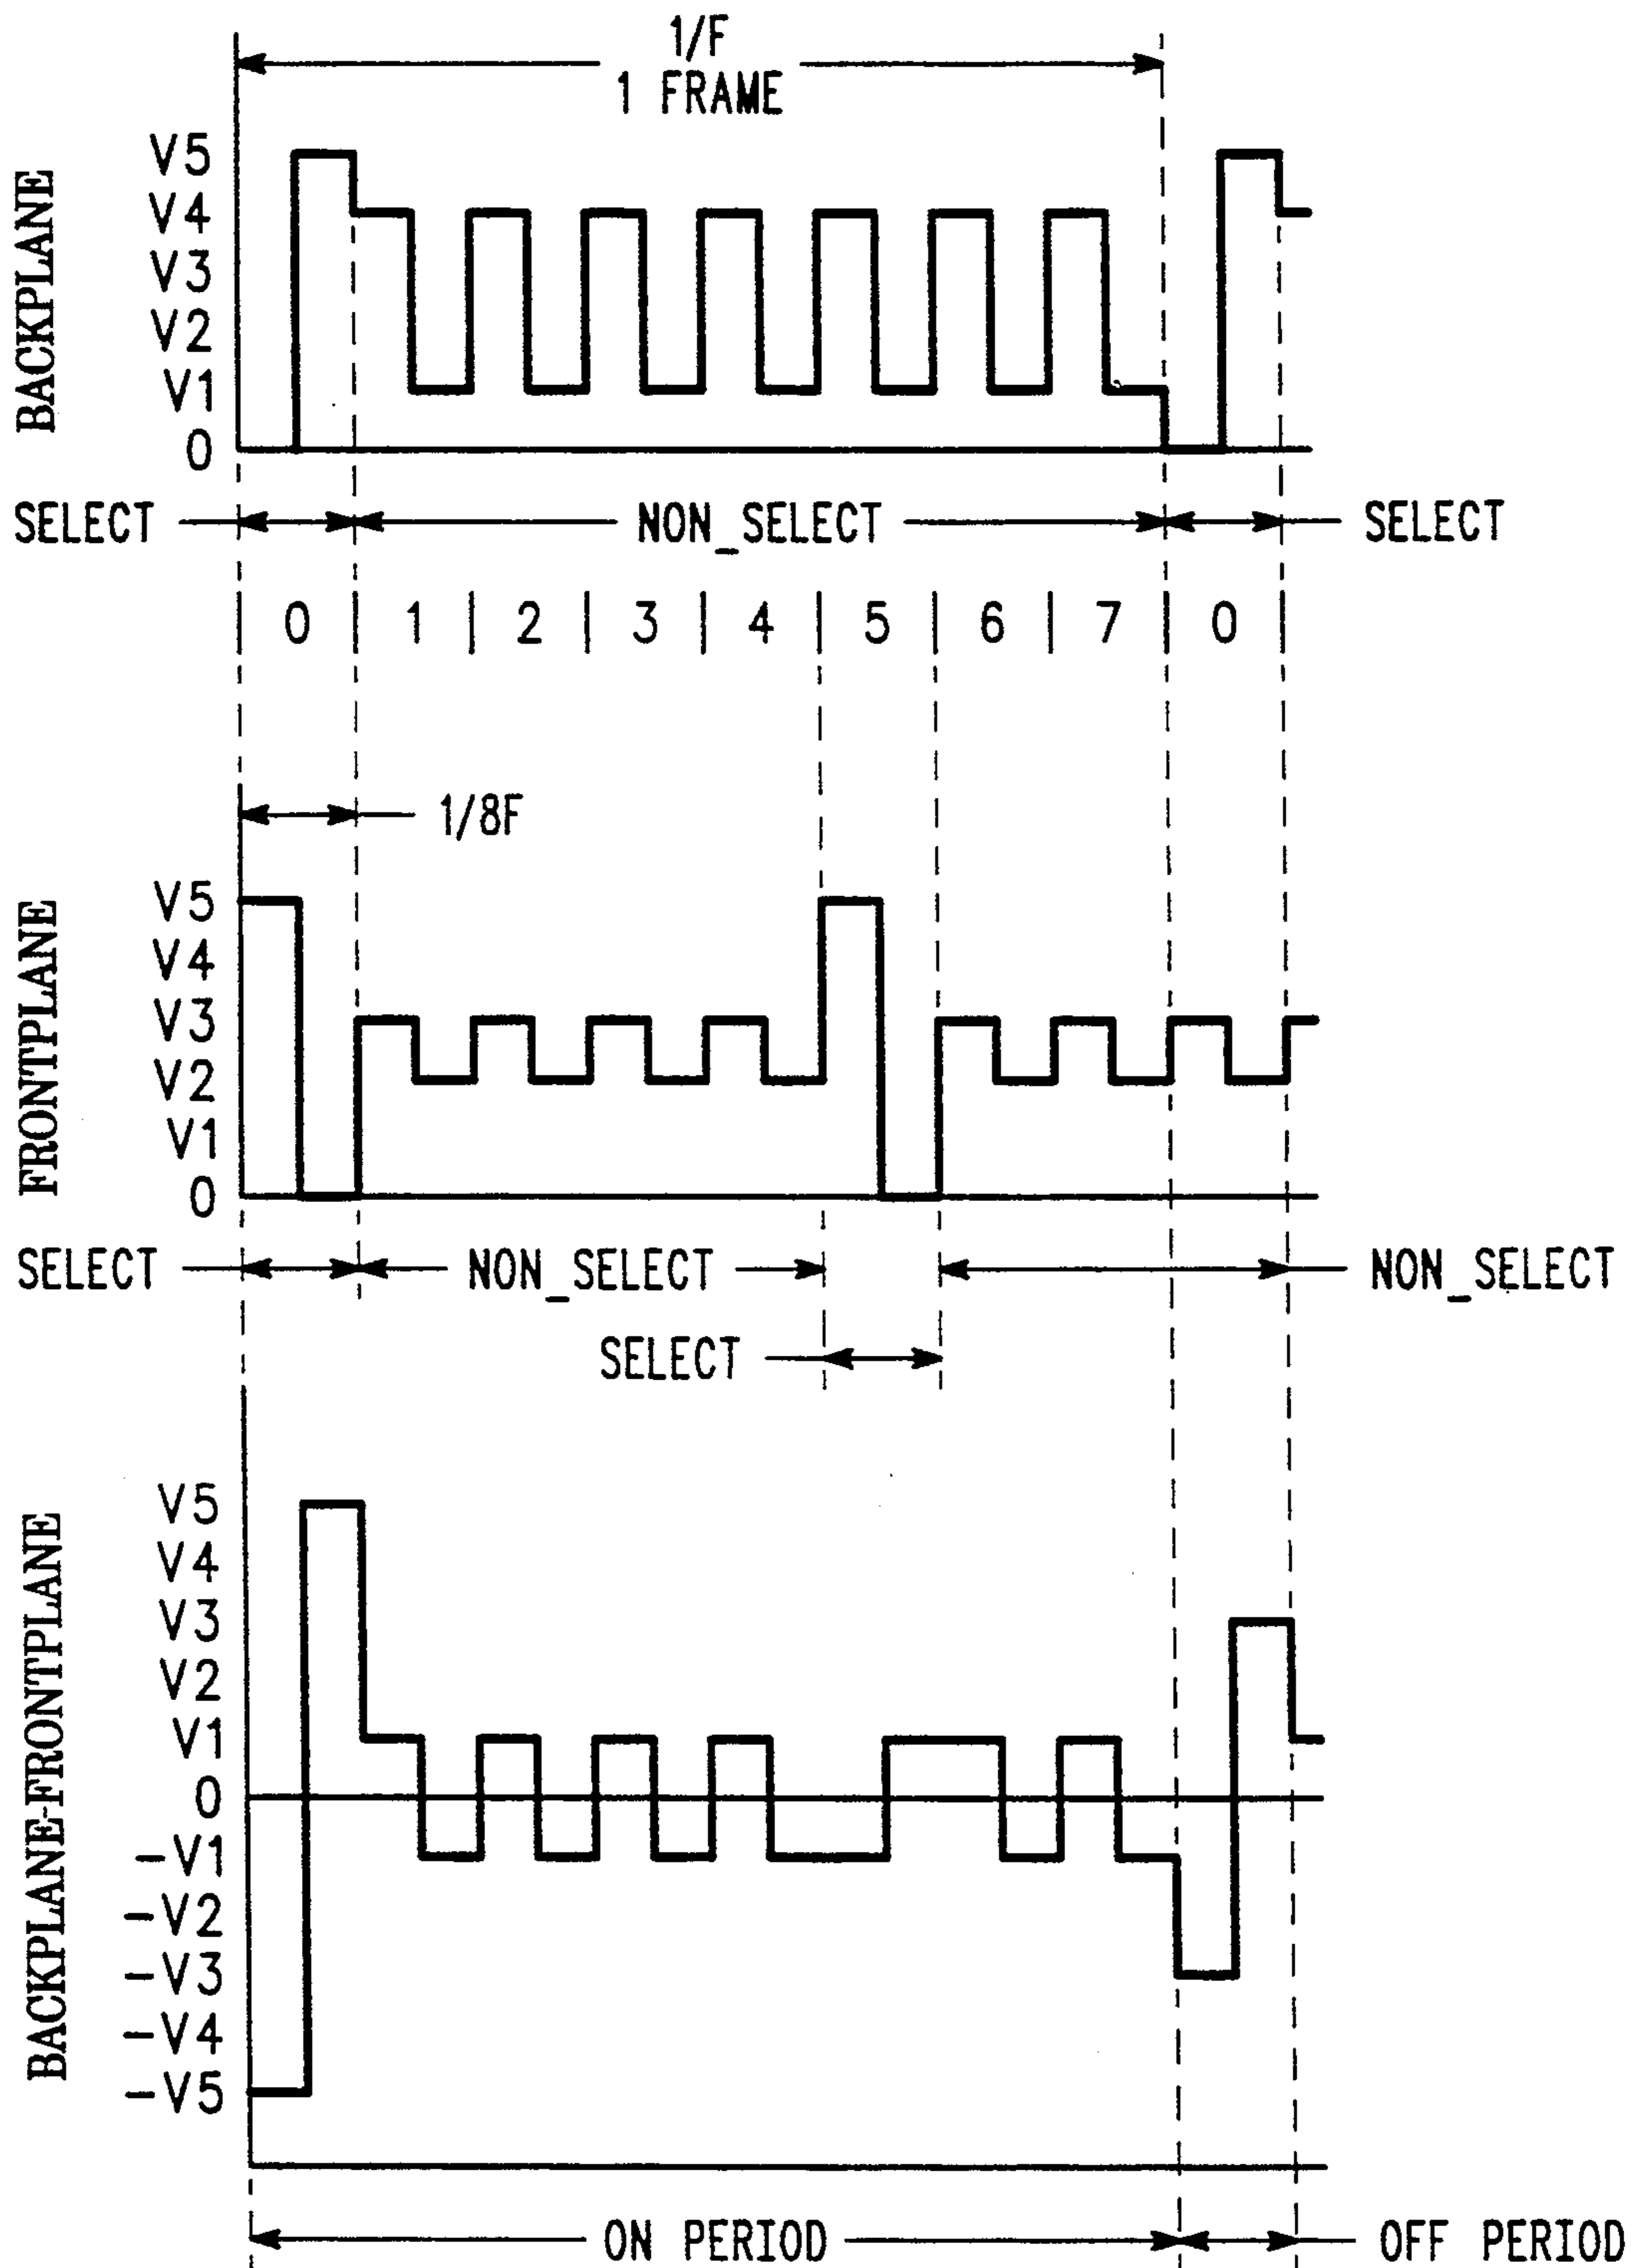 1/F
1 FRAME
BACKPLANE
V5
V4
V3
V2
V1
0
SELECT NON_SELECT SELECT
0 1 2 3 4 5 6 7 0
1/8F
FRONTPLANE
V5
V4
V3
V2
V1
0
SELECT NON_SELECT NON_SELECT
SELECT
BACKPLANE-FRONTPLANE
V5
V4
V3
V2
V1
0
-V1
-V2
-V3
-V4
-V5
ON PERIOD OFF PERIOD